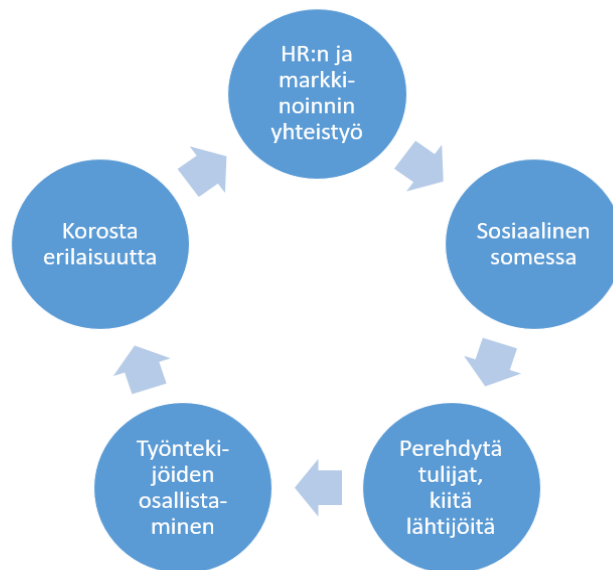 HR:n ja
markki-
noinnin
yhteistyö
Sosiaalinen
somessa
Perehdytä
tulijat,
kiitä
lähtijöitä
Työnteki-
jöiden
osallista-
minen
Korosta
erilaisuutta